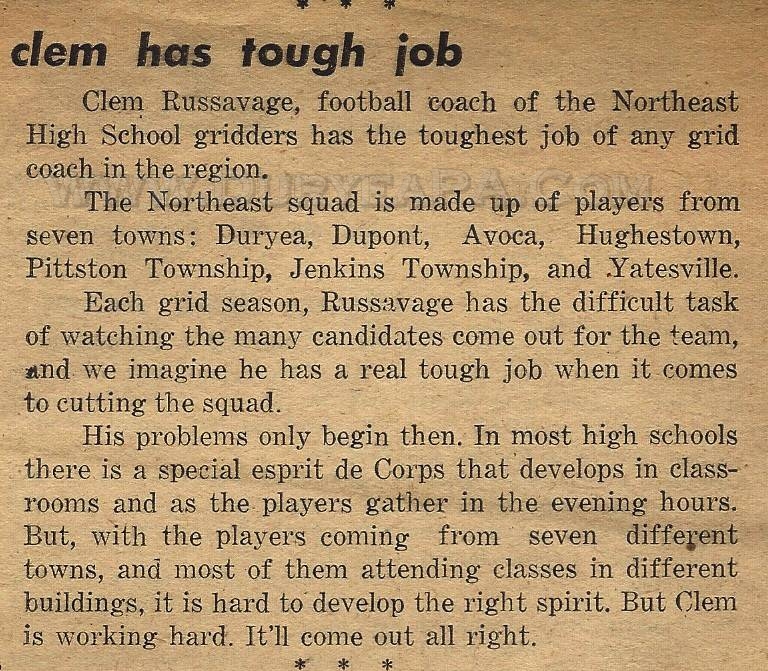 * * *
clem has tough job
Clem Russavage, football coach of the Northeast
High School gridders has the toughest job of any grid
coach in the region.
WWW.DURYEAPA.COM
The Northeast squad is made up of players from
seven towns: Duryea, Dupont, Avoca, Hughestown,
Pittston Township, Jenkins Township, and Yatesville.
Each grid season, Russavage has the difficult task
of watching the many candidates come out for the team,
and we imagine he has a real tough job when it comes
to cutting the squad.
His problems only begin then. In most high schools
there is a special esprit de Corps that develops in class-
rooms and as the players gather in the evening hours.
But, with the players coming from seven different
towns, and most of them attending classes in different
buildings, it is hard to develop the right spirit. But Clem
is working hard. It'll come out all right.
* * *